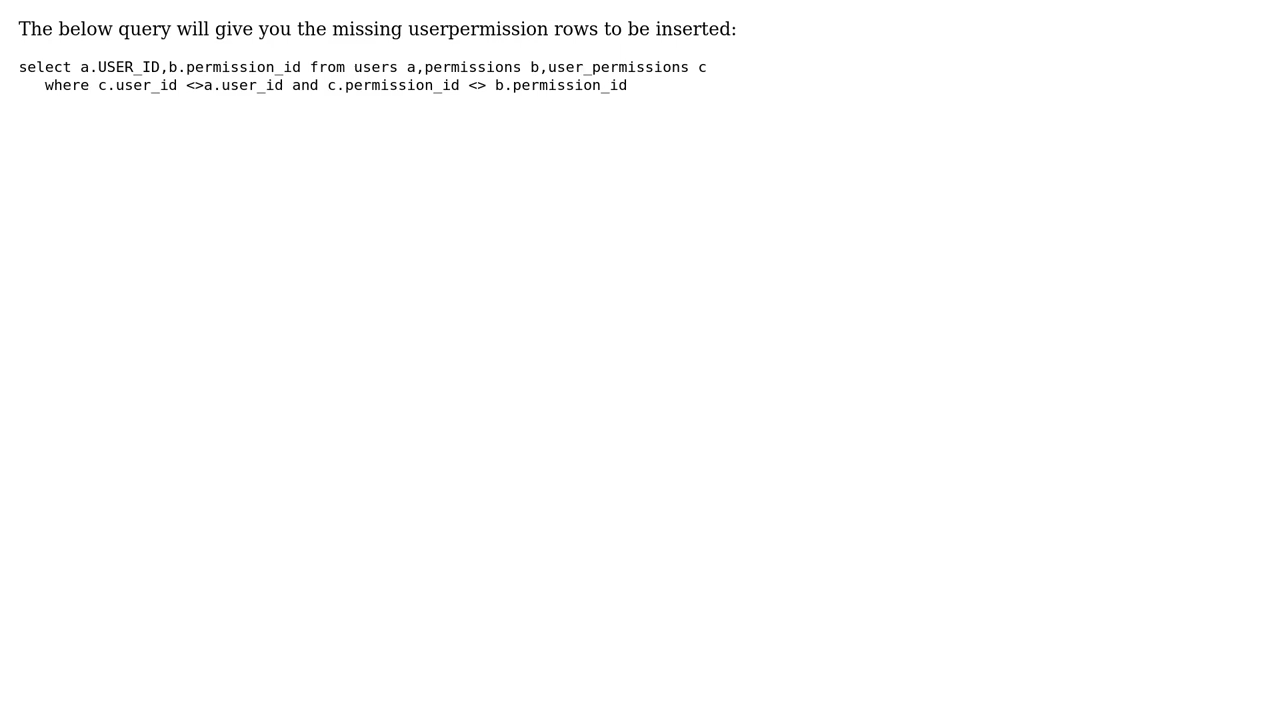 The below query will give you the missing userpermission rows to be inserted:
select a.USER_ID,b.permission_id from users a,permissions b,user_permissions c
   where c.user_id <>a.user_id and c.permission_id <> b.permission_id